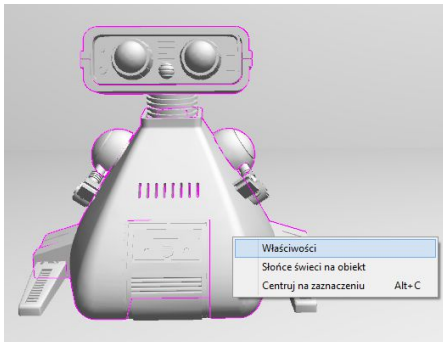 Właściwości
Słońce świeci na obiekt
Centruj na zaznaczeniu Alt+C